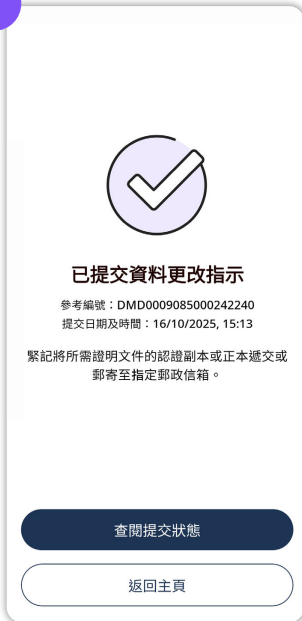 已提交資料更改指示
參考編號：DMD0009085000242240
提交日期及時間：16/10/2025, 15:13
緊記將所需證明文件的認證副本或正本遞交或
郵寄至指定郵政信箱。
查閱提交狀態
返回主頁